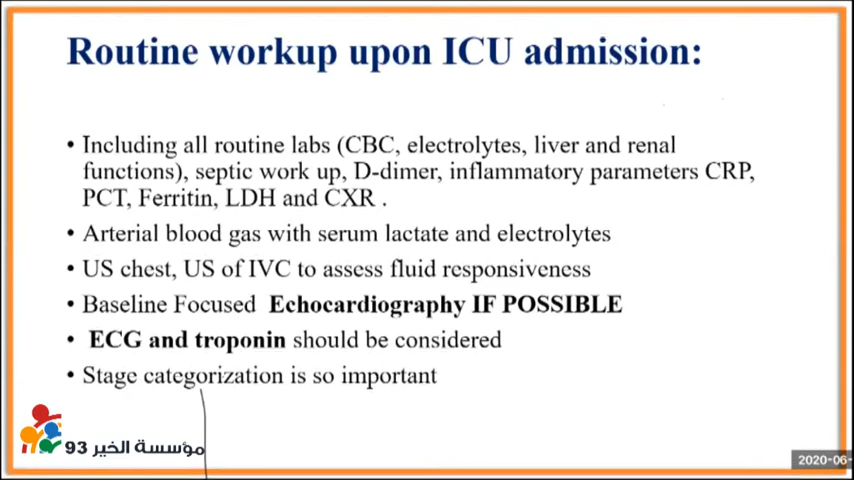 Routine workup upon ICU admission:
• Including all routine labs (CBC, electrolytes, liver and renal
functions), septic work up, D-dimer, inflammatory parameters CRP,
PCT, Ferritin, LDH and CXR .
• Arterial blood gas with serum lactate and electrolytes
• US chest, US of IVC to assess fluid responsiveness
• Baseline Focused Echocardiography IF POSSIBLE
• ECG and troponin should be considered
• Stage categorization is so important
مؤسسة الخير 93
2020-06-